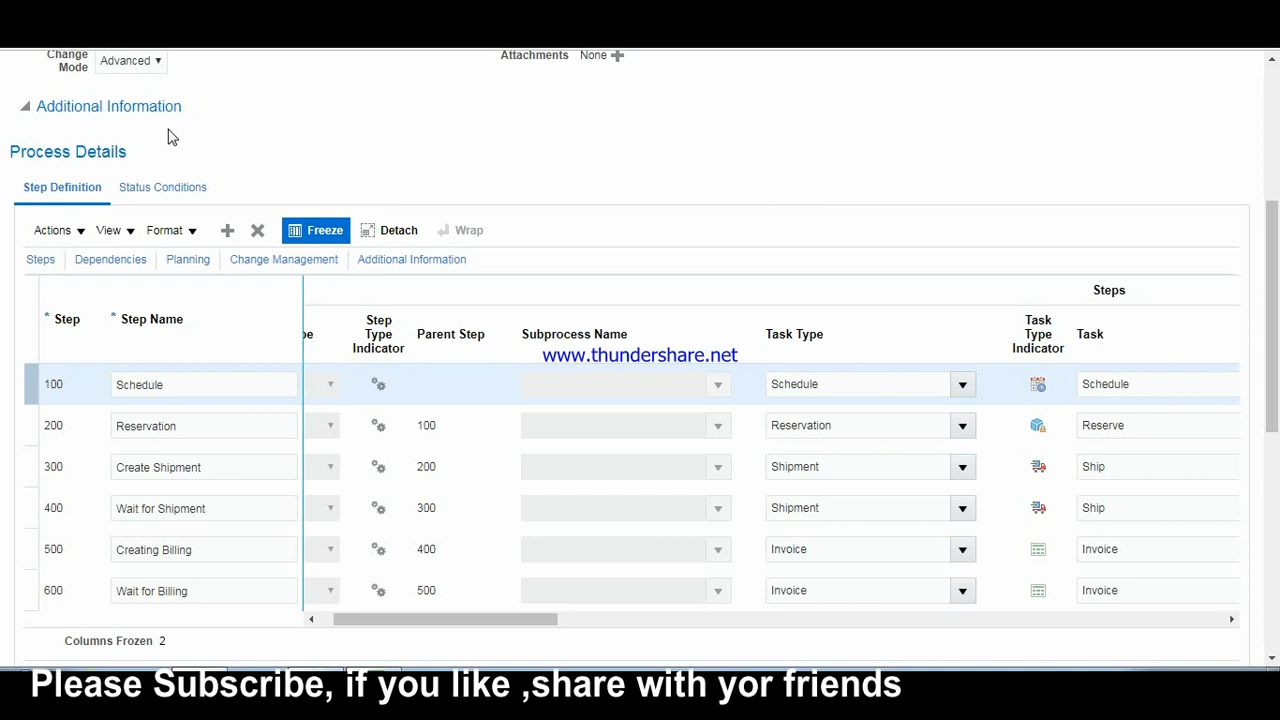 Change Mode
Advanced
Attachments None
Additional Information
Process Details
Step Definition Status Conditions
Actions View Format Freeze Detach Wrap
Steps Dependencies Planning Change Management Additional Information
Steps
* Step * Step Name Step Type Indicator Parent Step Subprocess Name Task Type Task Type Indicator Task
www.thundershare.net
100 Schedule Schedule Schedule
200 Reservation 100 Reservation Reserve
300 Create Shipment 200 Shipment Ship
400 Wait for Shipment 300 Shipment Ship
500 Creating Billing 400 Invoice Invoice
600 Wait for Billing 500 Invoice Invoice
Columns Frozen 2
Please Subscribe, if you like ,share with yor friends